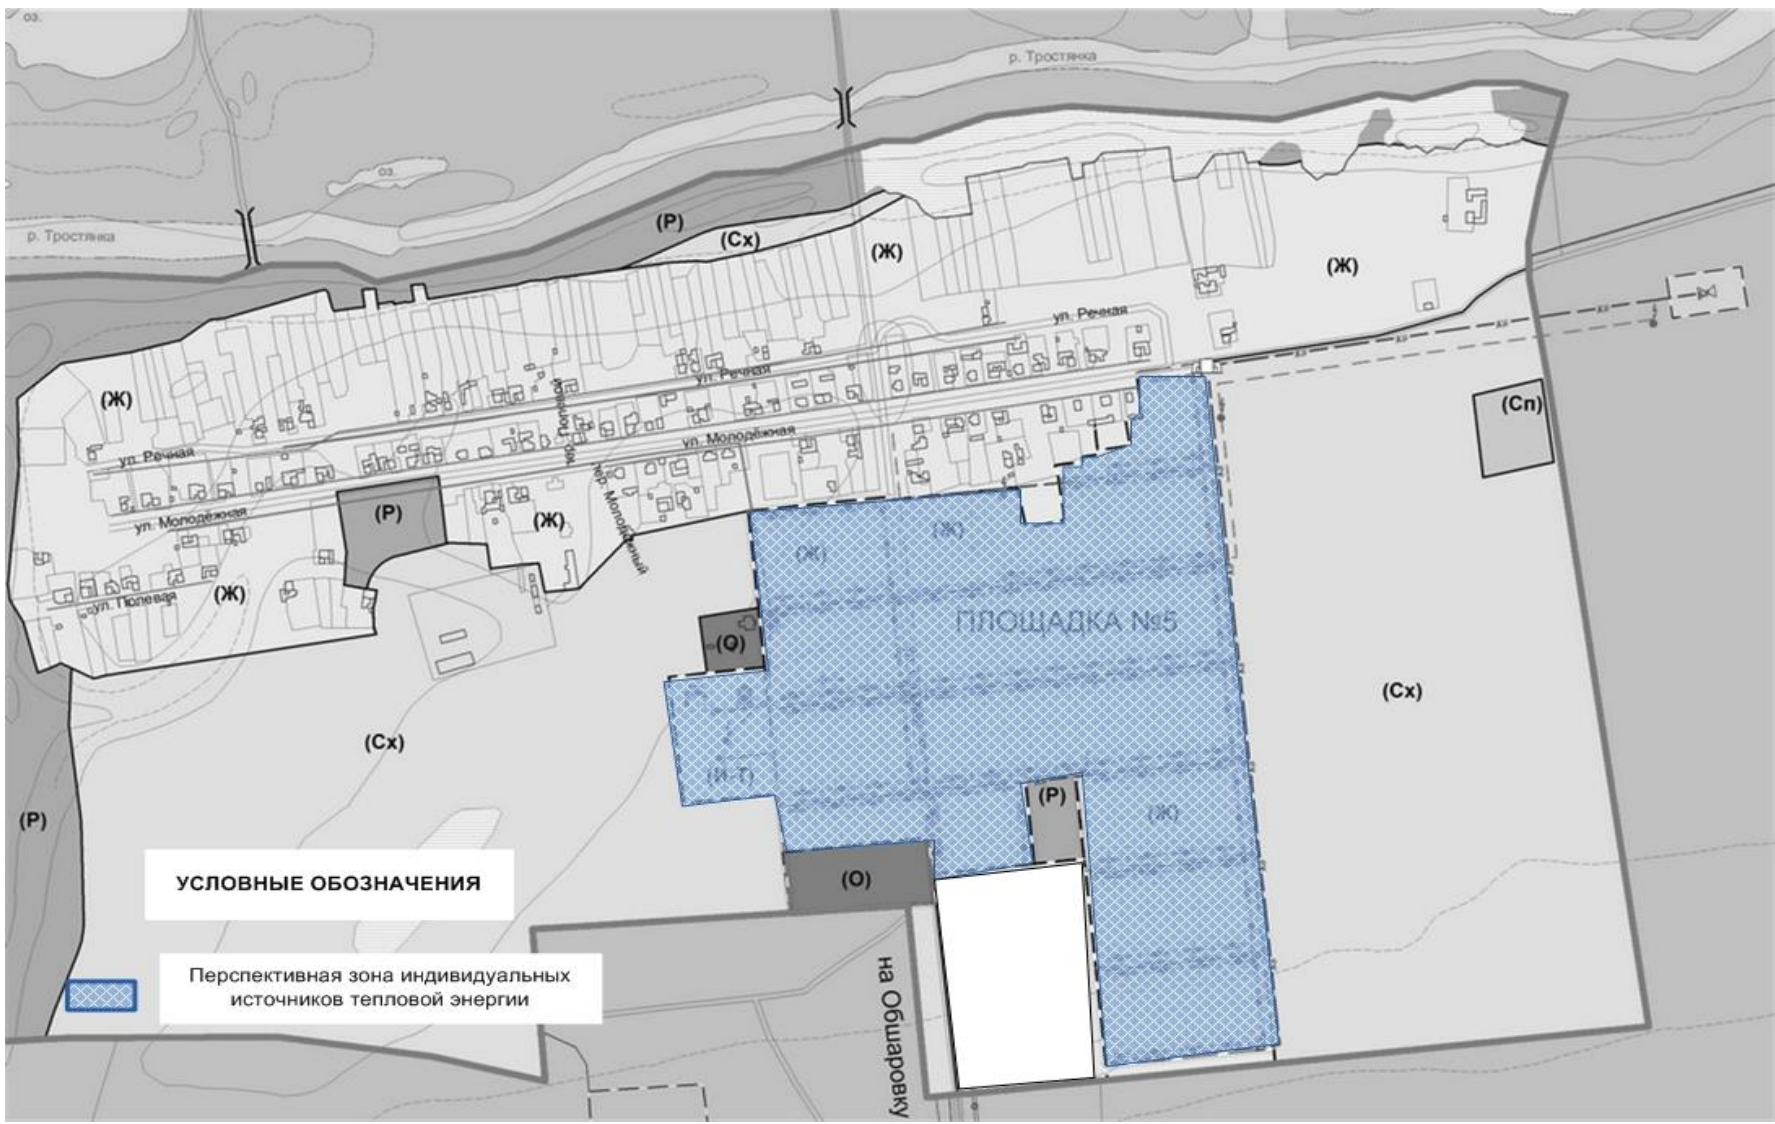 оз.
р. Тростянка
оз.
(Р)
р. Тростянка
(Сх)
(Ж)
(Ж)
ул. Речная
ул. Речная
(Ж)
(Сп)
пер. Полевой
ул. Молодёжная
ул. Речная
(Р)
(Ж)
ул. Молодёжная
пер. Молодёжный
(Ж)
(Ж)
ул. Полевая
(Ж)
ПЛОЩАДКА №5
(О)
(Сх)
(Сх)
(И-Т)
(Р)
(Ж)
(Р)
(О)
УСЛОВНЫЕ ОБОЗНАЧЕНИЯ
Перспективная зона индивидуальных
источников тепловой энергии
на Обшаровку